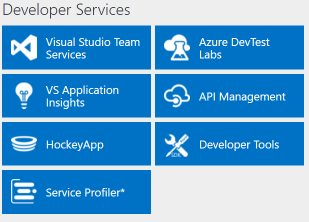 Developer Services
Visual Studio Team
Services
Azure DevTest
Labs
VS Application
Insights
API Management
HockeyApp
Developer Tools
Service Profiler*